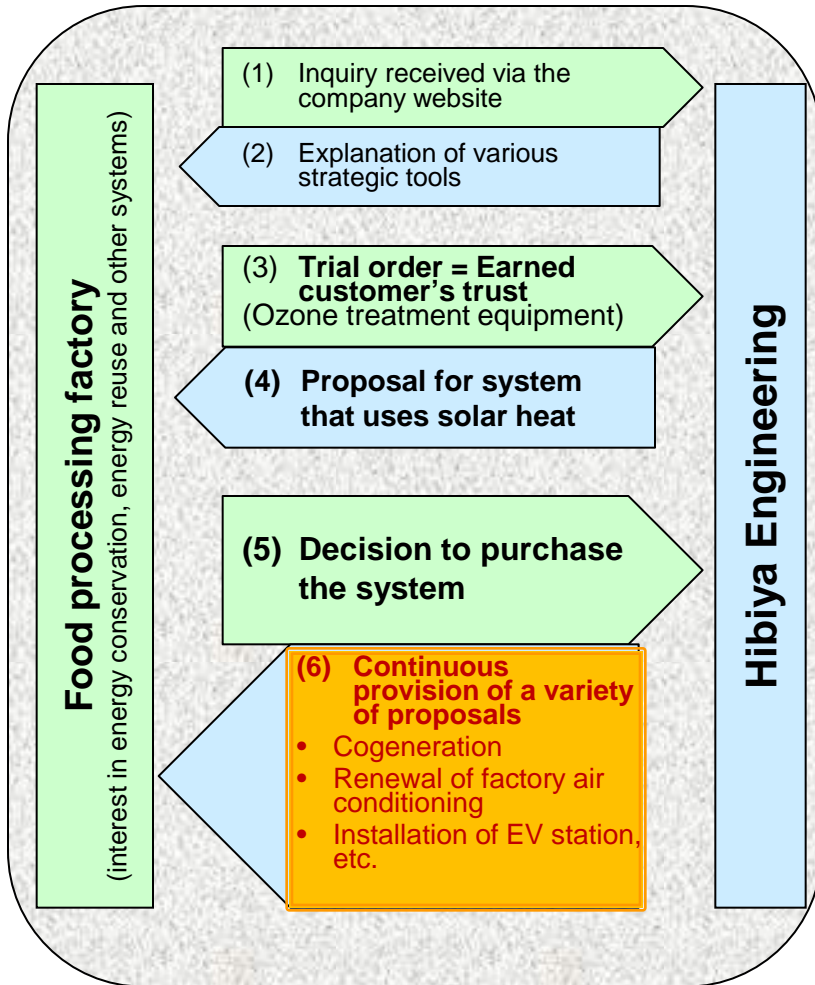 Food processing factory
(interest in energy conservation, energy reuse and other systems)
(1) Inquiry received via the
company website
(2) Explanation of various
strategic tools
(3) Trial order = Earned
customer’s trust
(Ozone treatment equipment)
(4) Proposal for system
that uses solar heat
(5) Decision to purchase
the system
(6) Continuous
provision of a variety
of proposals
• Cogeneration
• Renewal of factory air
conditioning
• Installation of EV station,
etc.
Hibiya Engineering